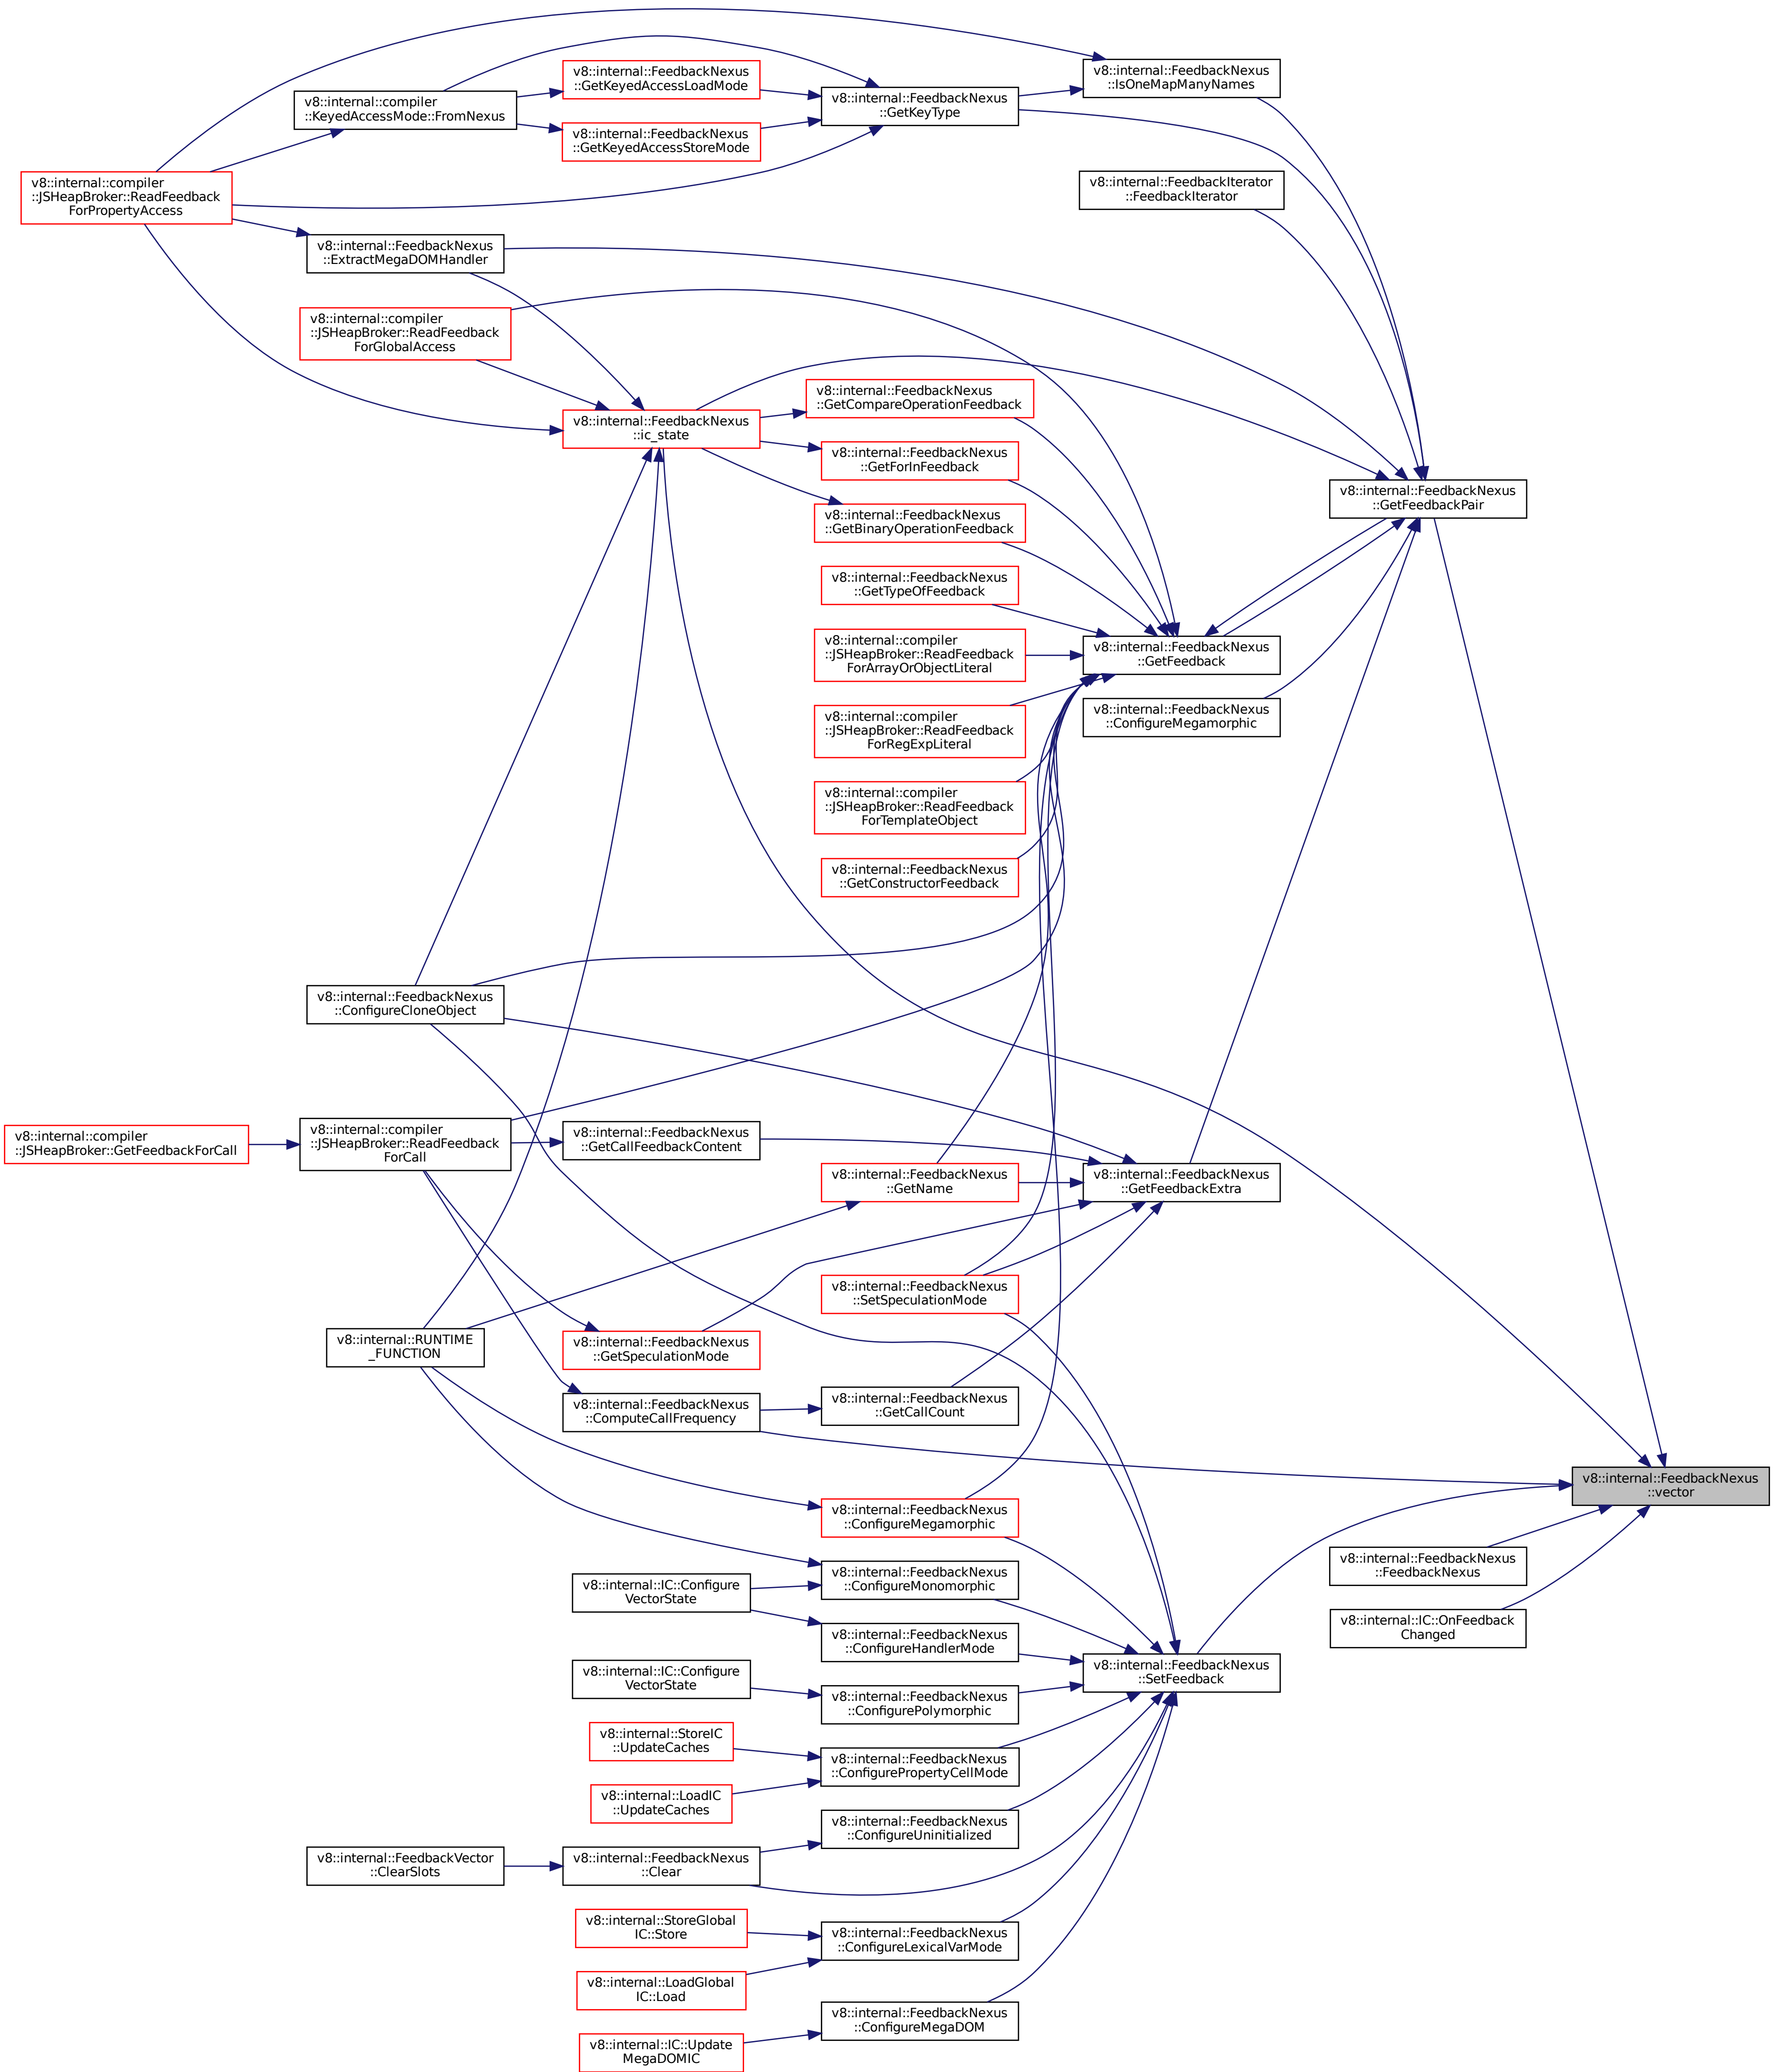 v8::internal::FeedbackNexus
::IsOneMapManyNames
v8::internal::FeedbackNexus
::GetKeyedAccessLoadMode
v8::internal::FeedbackNexus
::GetKeyType
v8::internal::compiler
::KeyedAccessMode::FromNexus
v8::internal::FeedbackNexus
::GetKeyedAccessStoreMode
v8::internal::compiler
::JSHeapBroker::ReadFeedback
ForPropertyAccess
v8::internal::FeedbackIterator
::FeedbackIterator
v8::internal::FeedbackNexus
::ExtractMegaDOMHandler
v8::internal::compiler
::JSHeapBroker::ReadFeedback
ForGlobalAccess
v8::internal::FeedbackNexus
::GetCompareOperationFeedback
v8::internal::FeedbackNexus
::ic_state
v8::internal::FeedbackNexus
::GetForInFeedback
v8::internal::FeedbackNexus
::GetFeedbackPair
v8::internal::FeedbackNexus
::GetBinaryOperationFeedback
v8::internal::FeedbackNexus
::GetTypeOfFeedback
v8::internal::compiler
::JSHeapBroker::ReadFeedback
ForArrayOrObjectLiteral
v8::internal::FeedbackNexus
::GetFeedback
v8::internal::FeedbackNexus
::ConfigureMegamorphic
v8::internal::compiler
::JSHeapBroker::ReadFeedback
ForRegExpLiteral
v8::internal::compiler
::JSHeapBroker::ReadFeedback
ForTemplateObject
v8::internal::FeedbackNexus
::GetConstructorFeedback
v8::internal::FeedbackNexus
::ConfigureCloneObject
v8::internal::compiler
::JSHeapBroker::GetFeedbackForCall
v8::internal::compiler
::JSHeapBroker::ReadFeedback
ForCall
v8::internal::FeedbackNexus
::GetCallFeedbackContent
v8::internal::FeedbackNexus
::GetName
v8::internal::FeedbackNexus
::GetFeedbackExtra
v8::internal::FeedbackNexus
::SetSpeculationMode
v8::internal::RUNTIME
_FUNCTION
v8::internal::FeedbackNexus
::GetSpeculationMode
v8::internal::FeedbackNexus
::ComputeCallFrequency
v8::internal::FeedbackNexus
::GetCallCount
v8::internal::FeedbackNexus
::vector
v8::internal::FeedbackNexus
::ConfigureMegamorphic
v8::internal::FeedbackNexus
::FeedbackNexus
v8::internal::IC::Configure
VectorState
v8::internal::FeedbackNexus
::ConfigureMonomorphic
v8::internal::IC::OnFeedback
Changed
v8::internal::FeedbackNexus
::ConfigureHandlerMode
v8::internal::FeedbackNexus
::SetFeedback
v8::internal::IC::Configure
VectorState
v8::internal::FeedbackNexus
::ConfigurePolymorphic
v8::internal::StoreIC
::UpdateCaches
v8::internal::FeedbackNexus
::ConfigurePropertyCellMode
v8::internal::LoadIC
::UpdateCaches
v8::internal::FeedbackNexus
::ConfigureUninitialized
v8::internal::FeedbackVector
::ClearSlots
v8::internal::FeedbackNexus
::Clear
v8::internal::StoreGlobal
IC::Store
v8::internal::FeedbackNexus
::ConfigureLexicalVarMode
v8::internal::LoadGlobal
IC::Load
v8::internal::FeedbackNexus
::ConfigureMegaDOM
v8::internal::IC::Update
MegaDOMIC